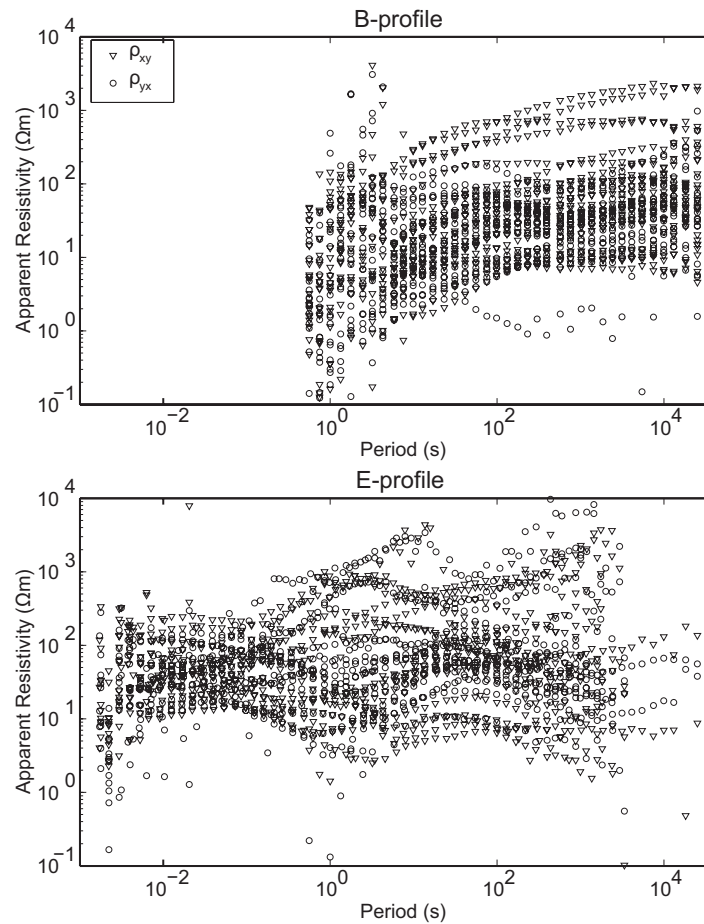 B-profile
10^4
10^3
10^2
10^1
10^0
10^-1
Apparent Resistivity (Ωm)
ρxy
ρyx
10^-2 10^0 10^2 10^4
Period (s)
E-profile
10^4
10^3
10^2
10^1
10^0
10^-1
Apparent Resistivity (Ωm)
10^-2 10^0 10^2 10^4
Period (s)